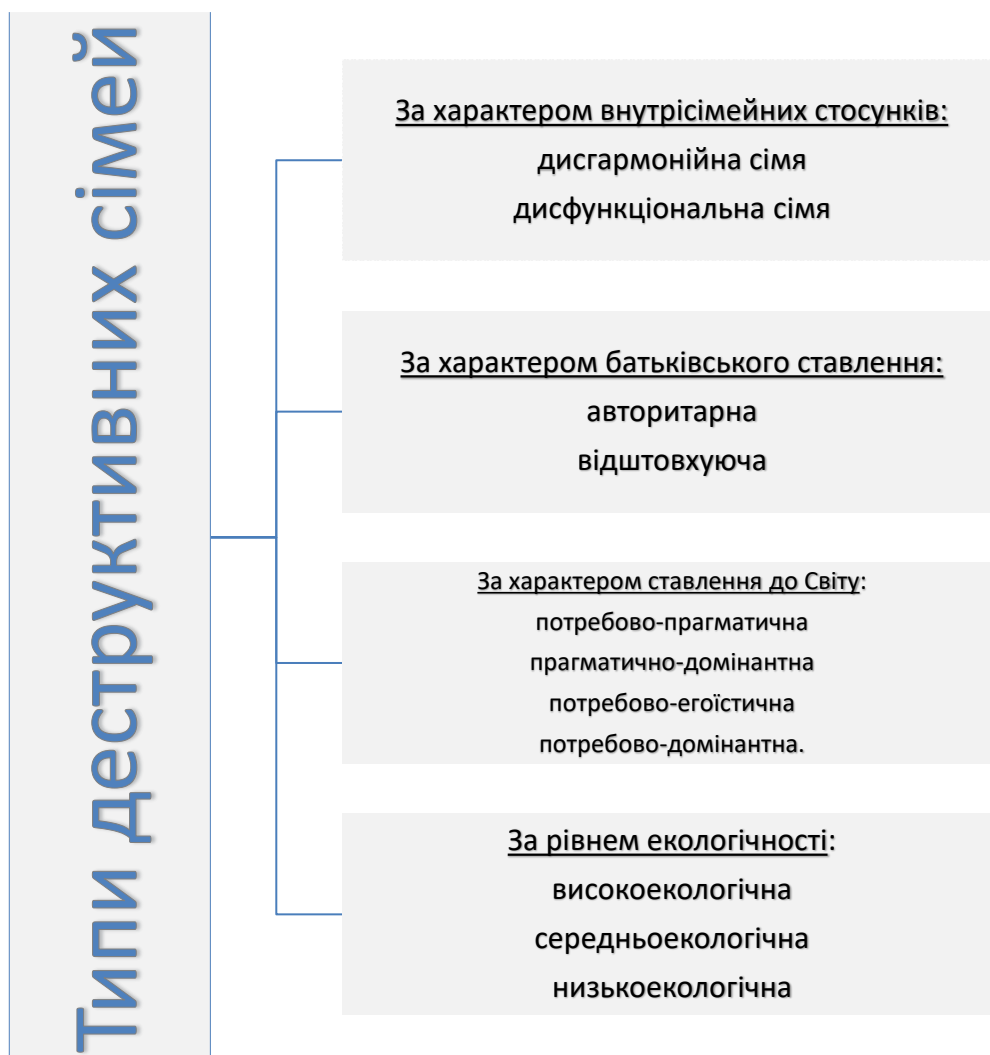 Типи деструктивних сімей
За характером внутрісімейних стосунків:
дисгармонійна сімя
дисфункціональна сімя
За характером батьківського ставлення:
авторитарна
відштовхуюча
За характером ставлення до Світу:
потребово-прагматична
прагматично-домінантна
потребово-егоїстична
потребово-домінантна.
За рівнем екологічності:
високоекологічна
середньоекологічна
низькоекологічна